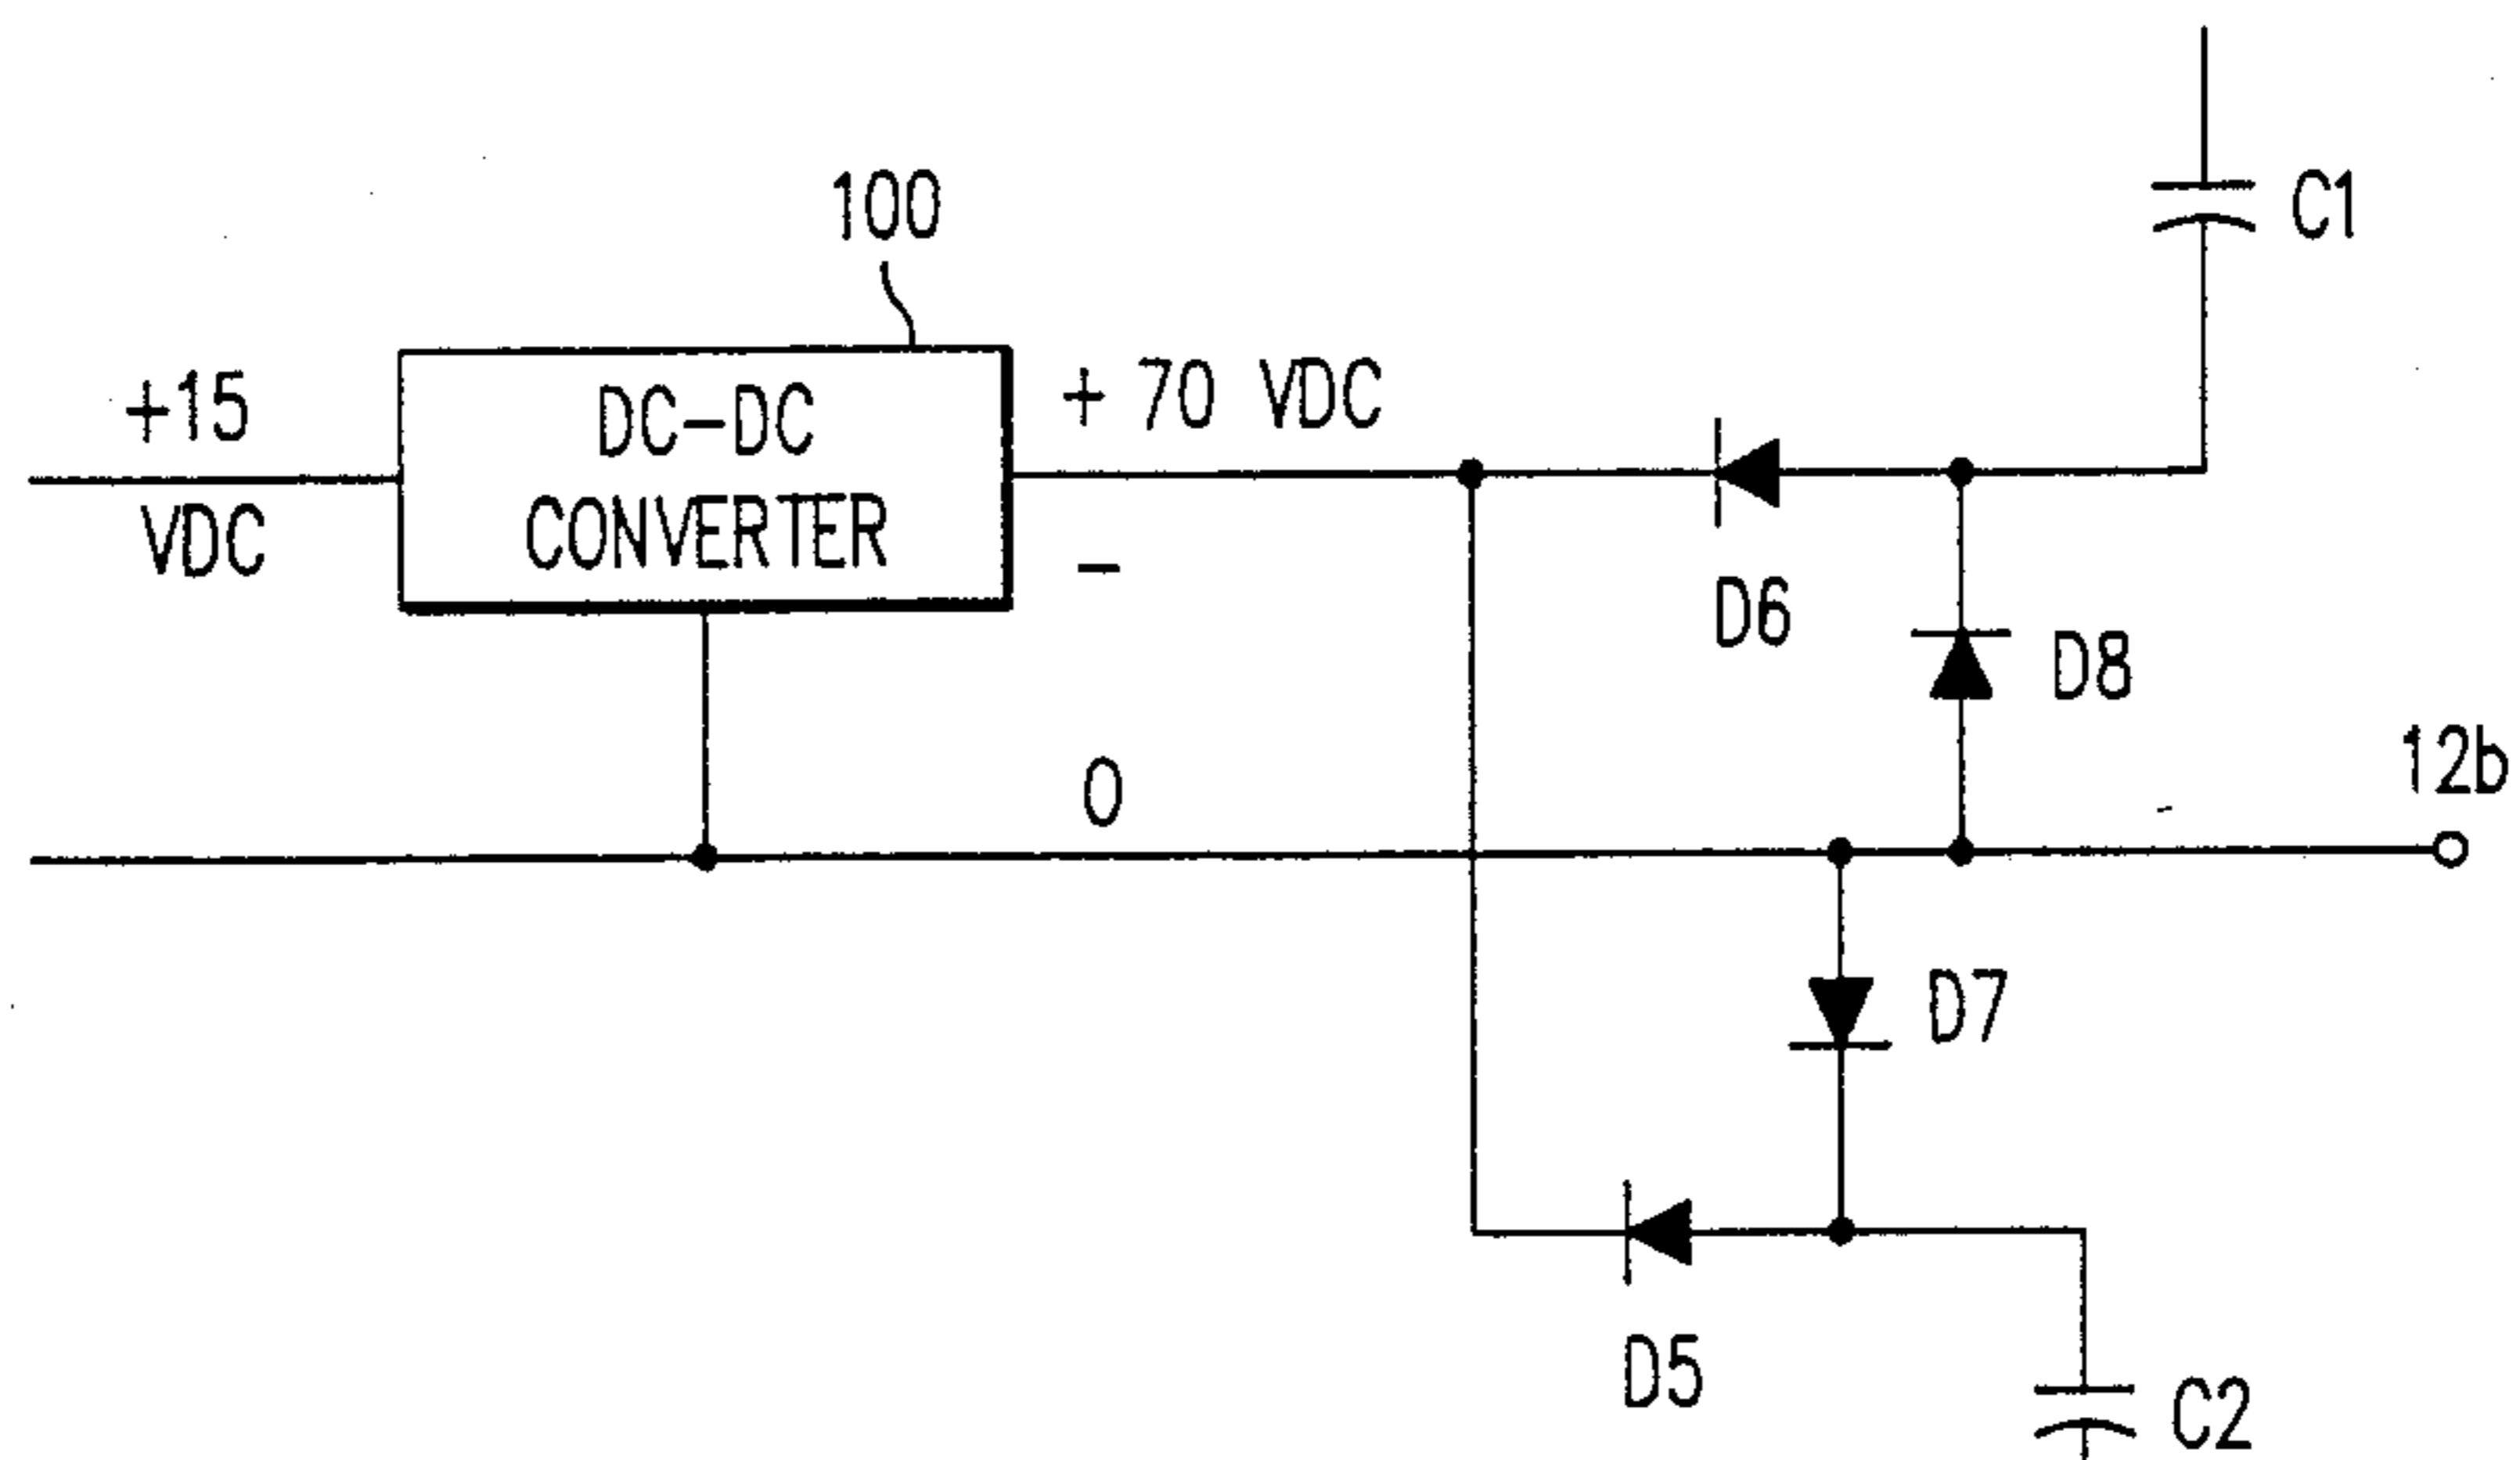 100
C1
+15
VDC
DC-DC
CONVERTER
+ 70 VDC
-
D6
D8
0
12b
D7
D5
C2